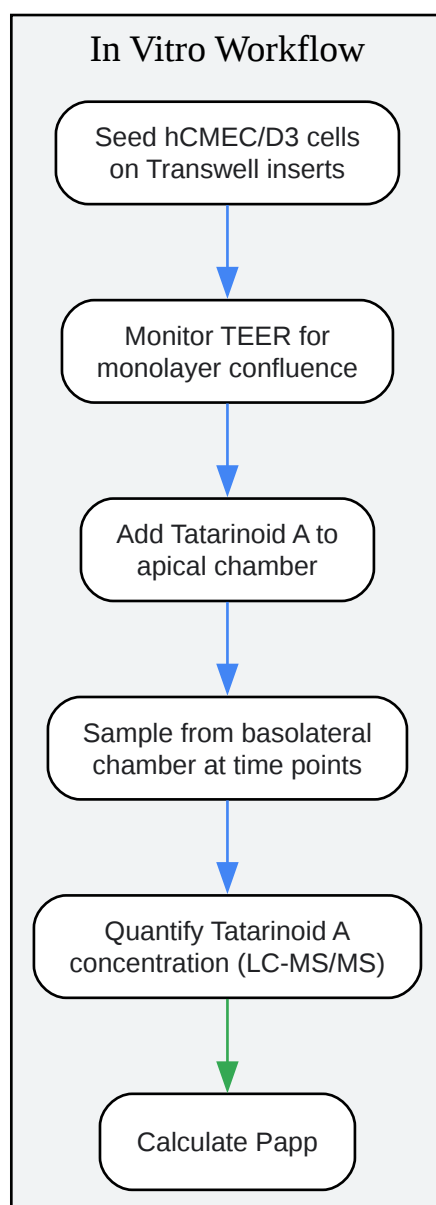 In Vitro Workflow
Seed hCMEC/D3 cells
on Transwell inserts
Monitor TEER for
monolayer confluence
Add Tatarinoid A to
apical chamber
Sample from basolateral
chamber at time points
Quantify Tatarinoid A
concentration (LC-MS/MS)
Calculate Papp